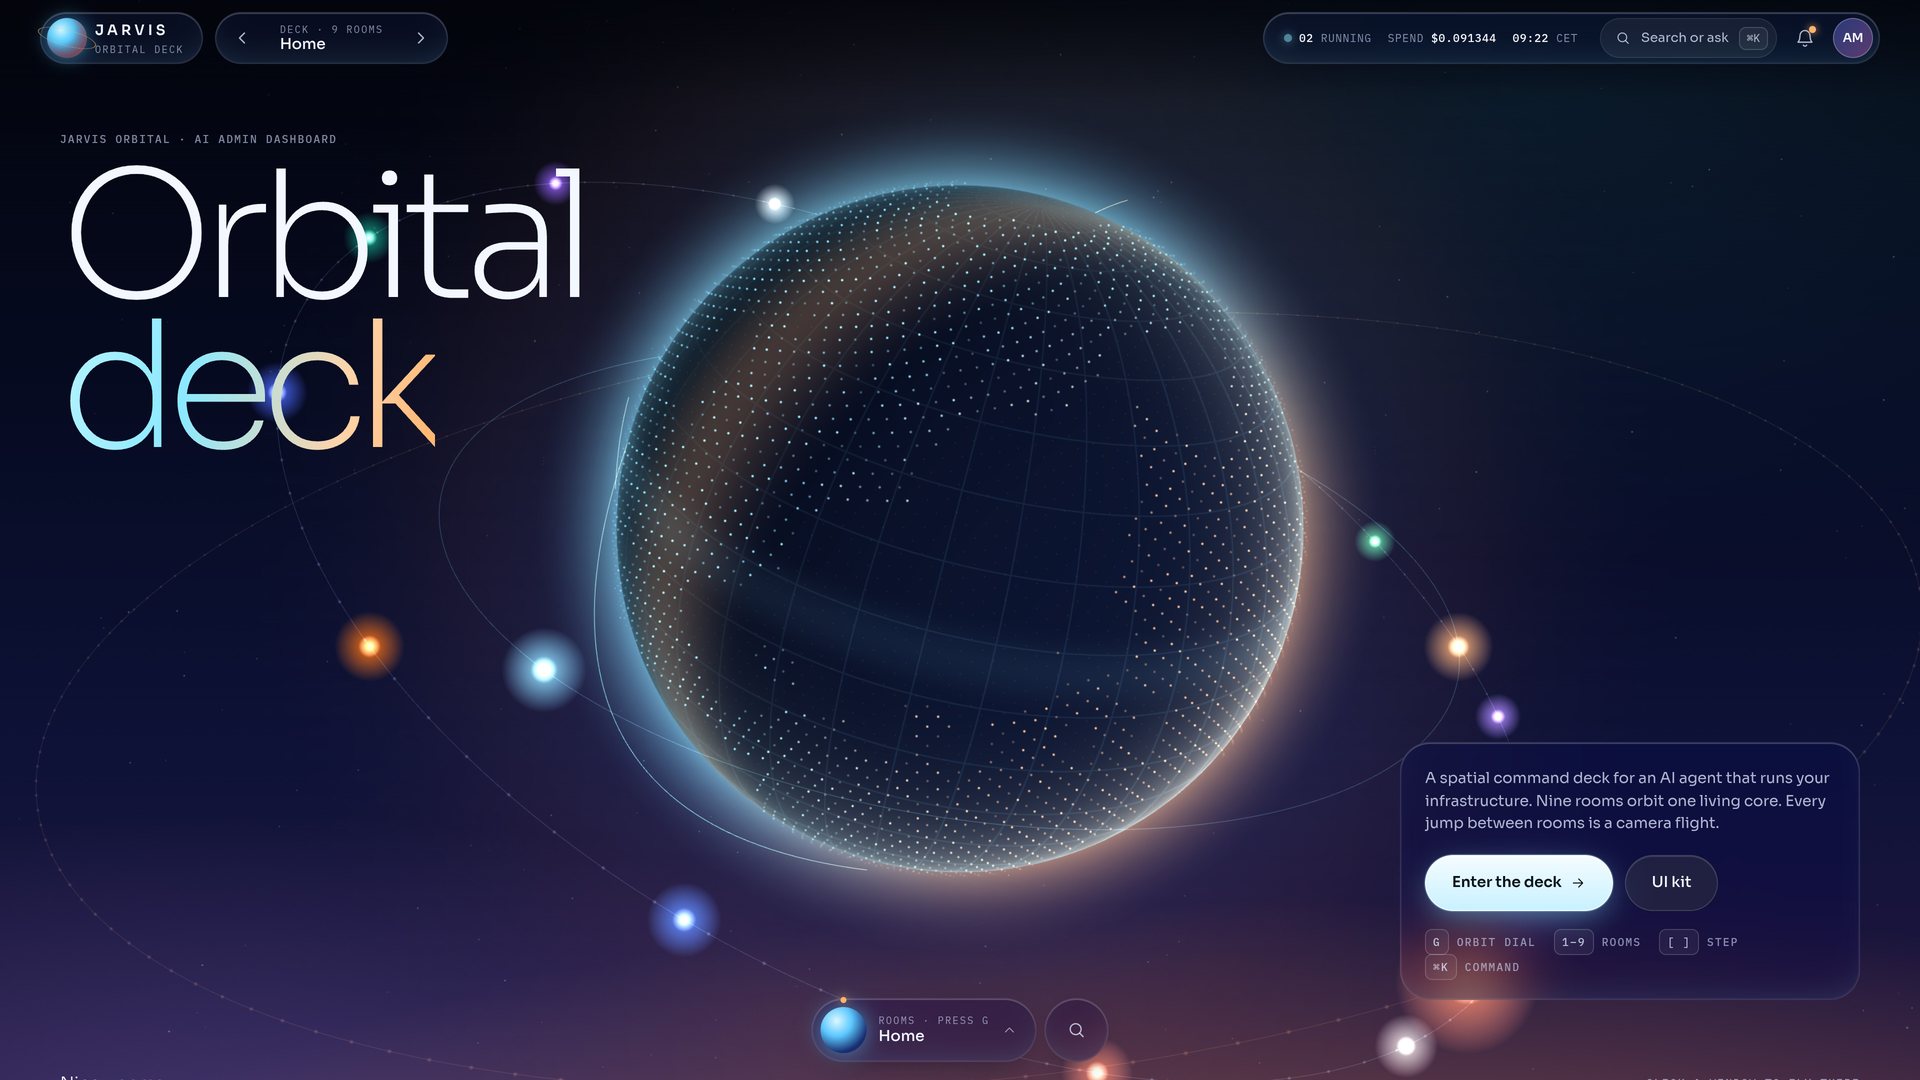 JARVIS
ORBITAL DECK
DECK · 9 ROOMS
Home
02 RUNNING SPEND $0.091344 09:22 CET
Search or ask ⌘K
AM
JARVIS ORBITAL · AI ADMIN DASHBOARD
Orbital
deck
A spatial command deck for an AI agent that runs your
infrastructure. Nine rooms orbit one living core. Every
jump between rooms is a camera flight.
Enter the deck →
UI kit
G ORBIT DIAL 1–9 ROOMS [ ] STEP
⌘K COMMAND
ROOMS · PRESS G
Home